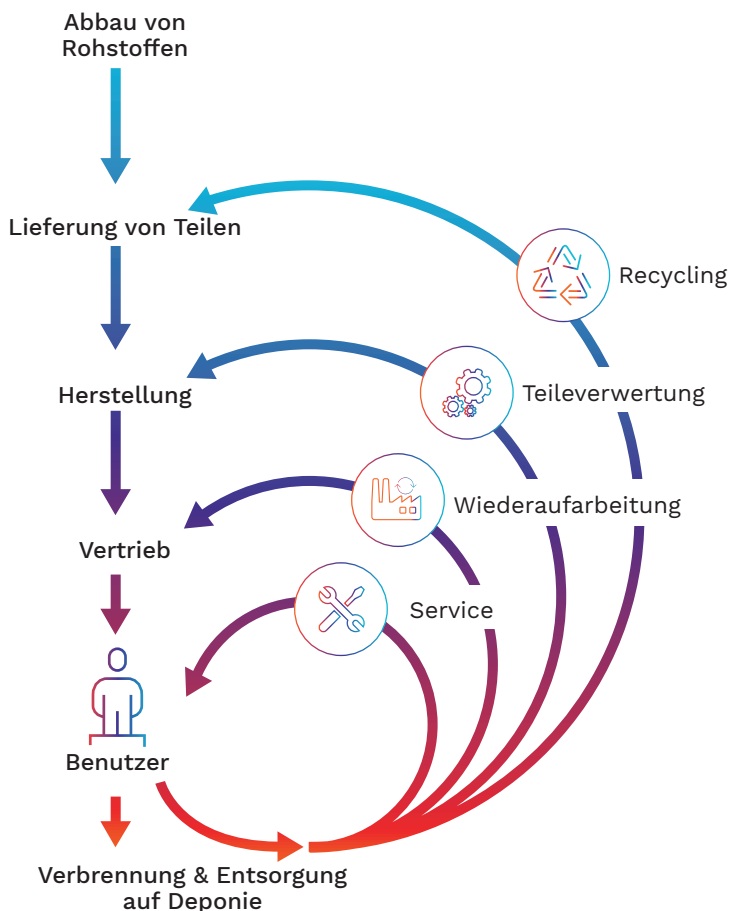 Abbau von
Rohstoffen
Lieferung von Teilen
Recycling
Herstellung
Teileverwertung
Wiederaufarbeitung
Vertrieb
Service
Benutzer
Verbrennung & Entsorgung
auf Deponie